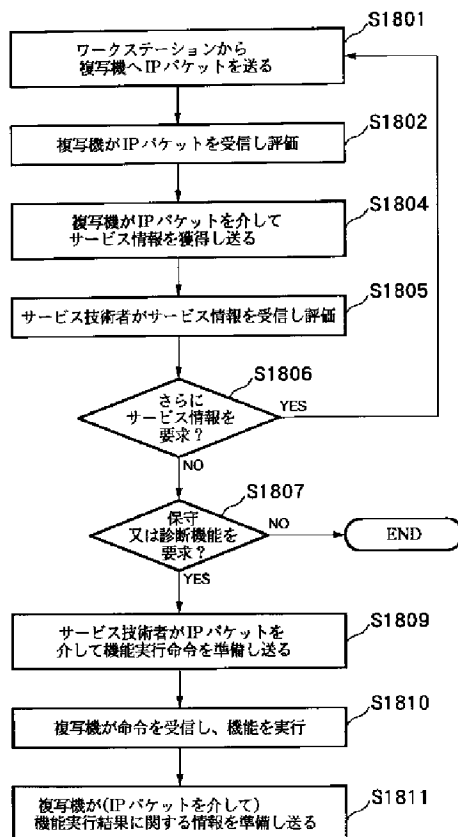 S1801
ワークステーションから
複写機へIPパケットを送る
S1802
複写機がIPパケットを受信し評価
S1804
複写機がIPパケットを介して
サービス情報を獲得し送る
S1805
サービス技術者がサービス情報を受信し評価
S1806
さらに
サービス情報を
要求?
YES
NO
S1807
保守
又は診断機能を
要求?
NO
END
YES
S1809
サービス技術者がIPパケットを
介して機能実行命令を準備し送る
S1810
複写機が命令を受信し、機能を実行
S1811
複写機が(IPパケットを介して)
機能実行結果に関する情報を準備し送る